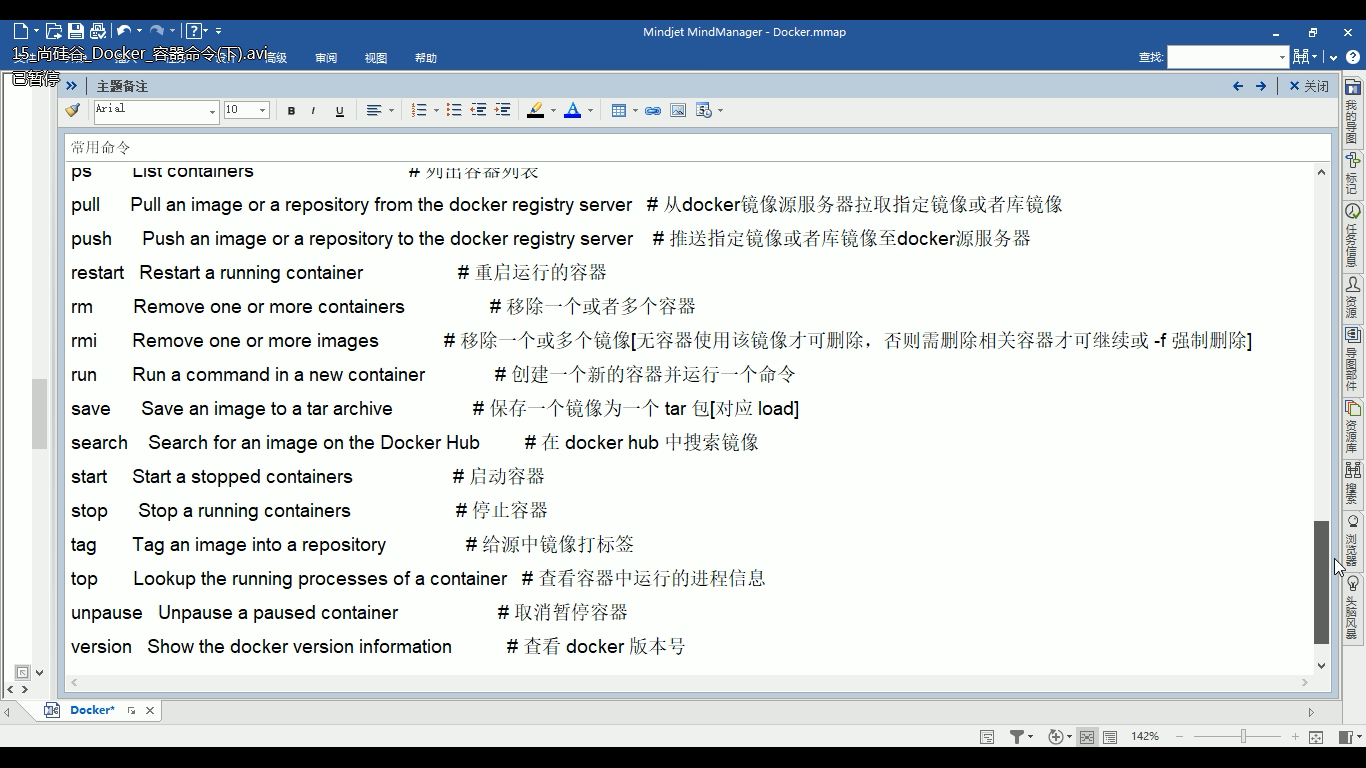 Mindjet MindManager - Docker.mmap
15_尚硅谷_Docker_容器命令(下).avi
高级 审阅 视图 帮助
查找:
已暂停
主题备注
关闭
Arial 10 B I U
常用命令
ps List containers # 列出容器列表
pull Pull an image or a repository from the docker registry server # 从docker镜像源服务器拉取指定镜像或者库镜像
push Push an image or a repository to the docker registry server # 推送指定镜像或者库镜像至docker源服务器
restart Restart a running container # 重启运行的容器
rm Remove one or more containers # 移除一个或者多个容器
rmi Remove one or more images # 移除一个或多个镜像[无容器使用该镜像才可删除，否则需删除相关容器才可继续或 -f 强制删除]
run Run a command in a new container # 创建一个新的容器并运行一个命令
save Save an image to a tar archive # 保存一个镜像为一个 tar 包[对应 load]
search Search for an image on the Docker Hub # 在 docker hub 中搜索镜像
start Start a stopped containers # 启动容器
stop Stop a running containers # 停止容器
tag Tag an image into a repository # 给源中镜像打标签
top Lookup the running processes of a container # 查看容器中运行的进程信息
unpause Unpause a paused container # 取消暂停容器
version Show the docker version information # 查看 docker 版本号
我的导图
标记
任务信息
资源
导图部件
资源库
搜索
浏览器
头脑风暴
Docker*
142%